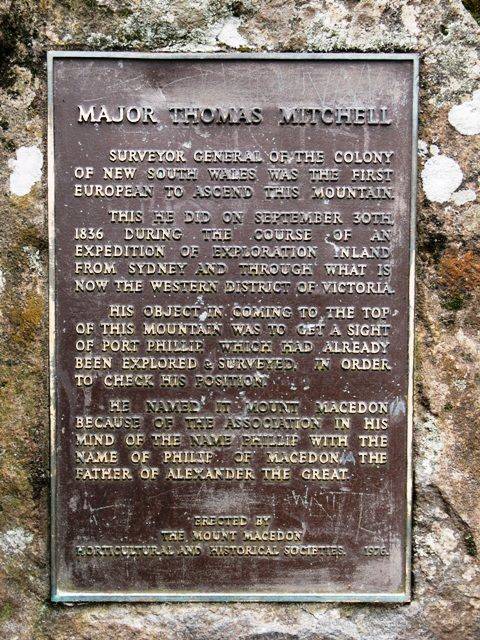 MAJOR THOMAS MITCHELL
SURVEYOR GENERAL OF THE COLONY
OF NEW SOUTH WALES WAS THE FIRST
EUROPEAN TO ASCEND THIS MOUNTAIN.
THIS HE DID ON SEPTEMBER 30TH.
1836 DURING THE COURSE OF AN
EXPEDITION OF EXPLORATION INLAND
FROM SYDNEY AND THROUGH WHAT IS
NOW THE WESTERN DISTRICT OF VICTORIA.
HIS OBJECT IN COMING TO THE TOP
OF THIS MOUNTAIN WAS TO GET A SIGHT
OF PORT PHILLIP, WHICH HAD ALREADY
BEEN EXPLORED & SURVEYED, IN ORDER
TO CHECK HIS POSITION.
HE NAMED IT MOUNT MACEDON
BECAUSE OF THE ASSOCIATION IN HIS
MIND OF THE NAME PHILLIP WITH THE
NAME OF PHILIP, OF MACEDON, THE
FATHER OF ALEXANDER THE GREAT.
ERECTED BY
THE MOUNT MACEDON
HORTICULTURAL AND HISTORICAL SOCIETIES. 1976.